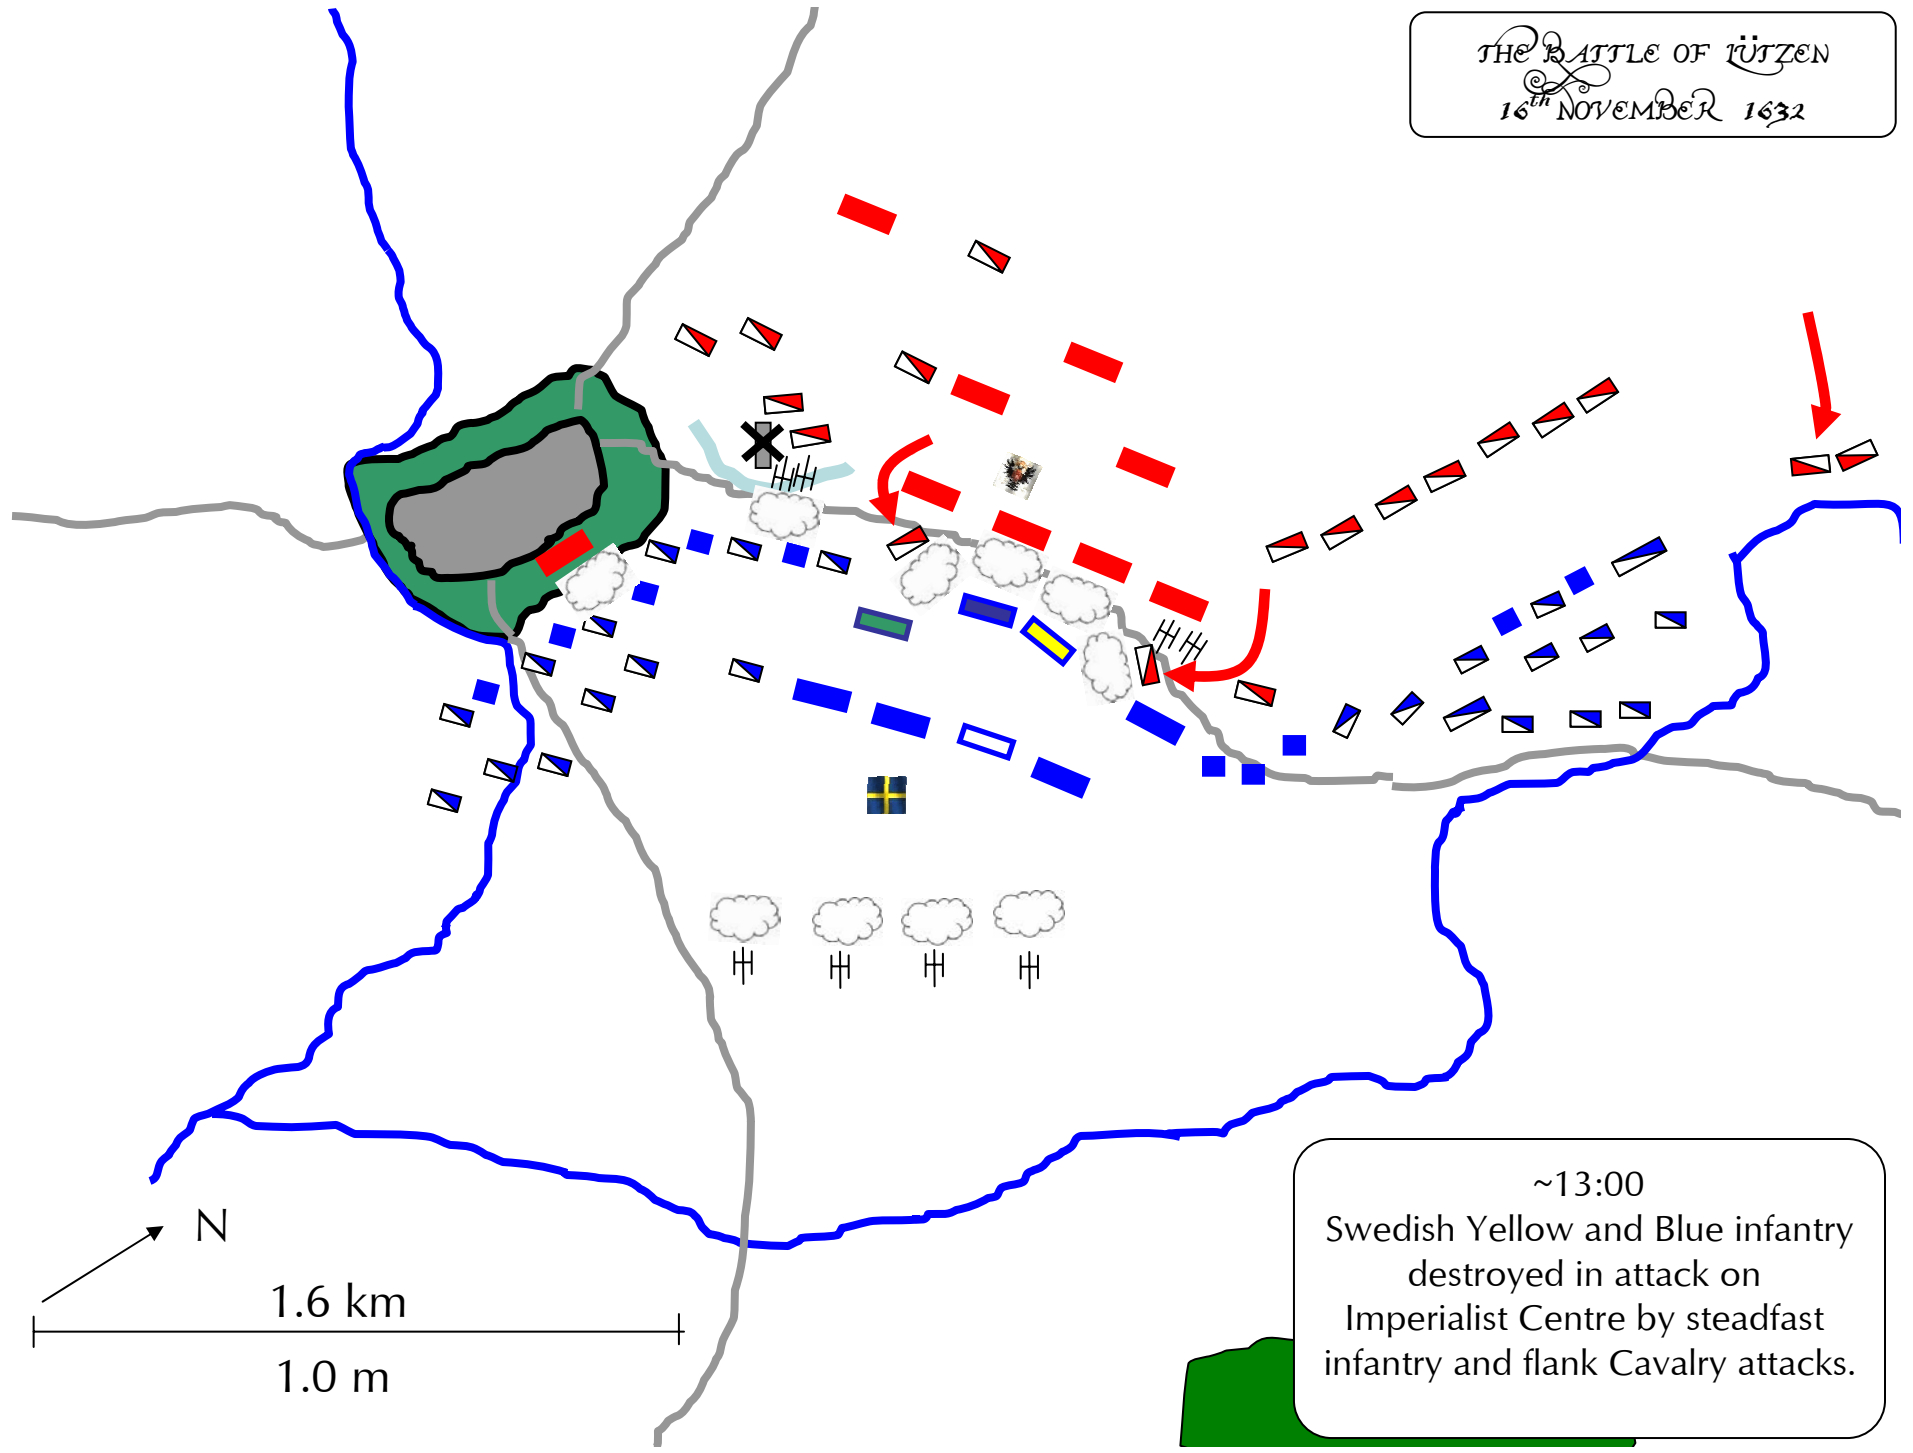 THE BATTLE OF LÜTZEN
16th NOVEMBER 1632
N
1.6 km
1.0 m
~13:00
Swedish Yellow and Blue infantry
destroyed in attack on
Imperialist Centre by steadfast
infantry and flank Cavalry attacks.